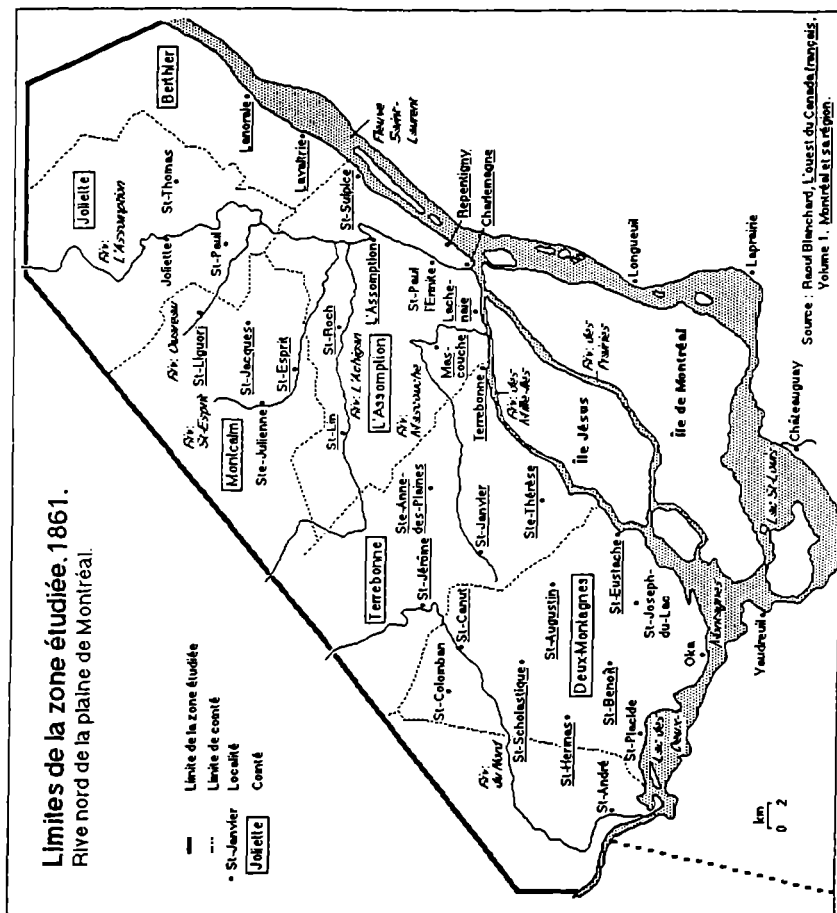 Limites de la zone étudiée. 1861.
Rive nord de la plaine de Montréal.
Limite de la zone étudiée
Limite de comté
St-Janvier Localité
Joliette Comté
Berthier
Joliette
Lanoraie
St-Thomas
Riv. L'Assomption
Lavaltrie
Fleuve
Saint-
Laurent
Joliette
St-Paul
St-Sulpice
Riv. Ouareau
St-Liguori
St-Jacques
Repentigny
Charlemagne
L'Assomption
St-Roch
St-Esprit
Riv.
St-Esprit
Montcalm
Ste-Julienne
St-Lin
Riv. L'Achigan
L'Assomption
St-Paul
l'Ermite
Lache-
naie
Mas-
couche
Riv. Mascouche
Terrebonne
Riv. des
Mille-Iles
Riv. des
Prairies
Longueuil
Laprairie
Île Jésus
Île de Montréal
Terrebonne
Ste-Anne-
des-Plaines
St-Jérôme
St-Janvier
Ste-Thérèse
St-Canut
St-Colomban
St-Augustin
St-Eustache
St-Joseph-
du-Lac
Deux-Montagnes
St-Scholastique
St-Benoît
Oka
Riv.
du Nord
St-Hermas
St-Placide
St-André
Lac des
Deux-
Montagnes
Vaudreuil
Lac St-Louis
Châteauguay
km
0 2
Source : Raoul Blanchard, L'ouest du Canada français,
Volume 1, Montréal et sa région.